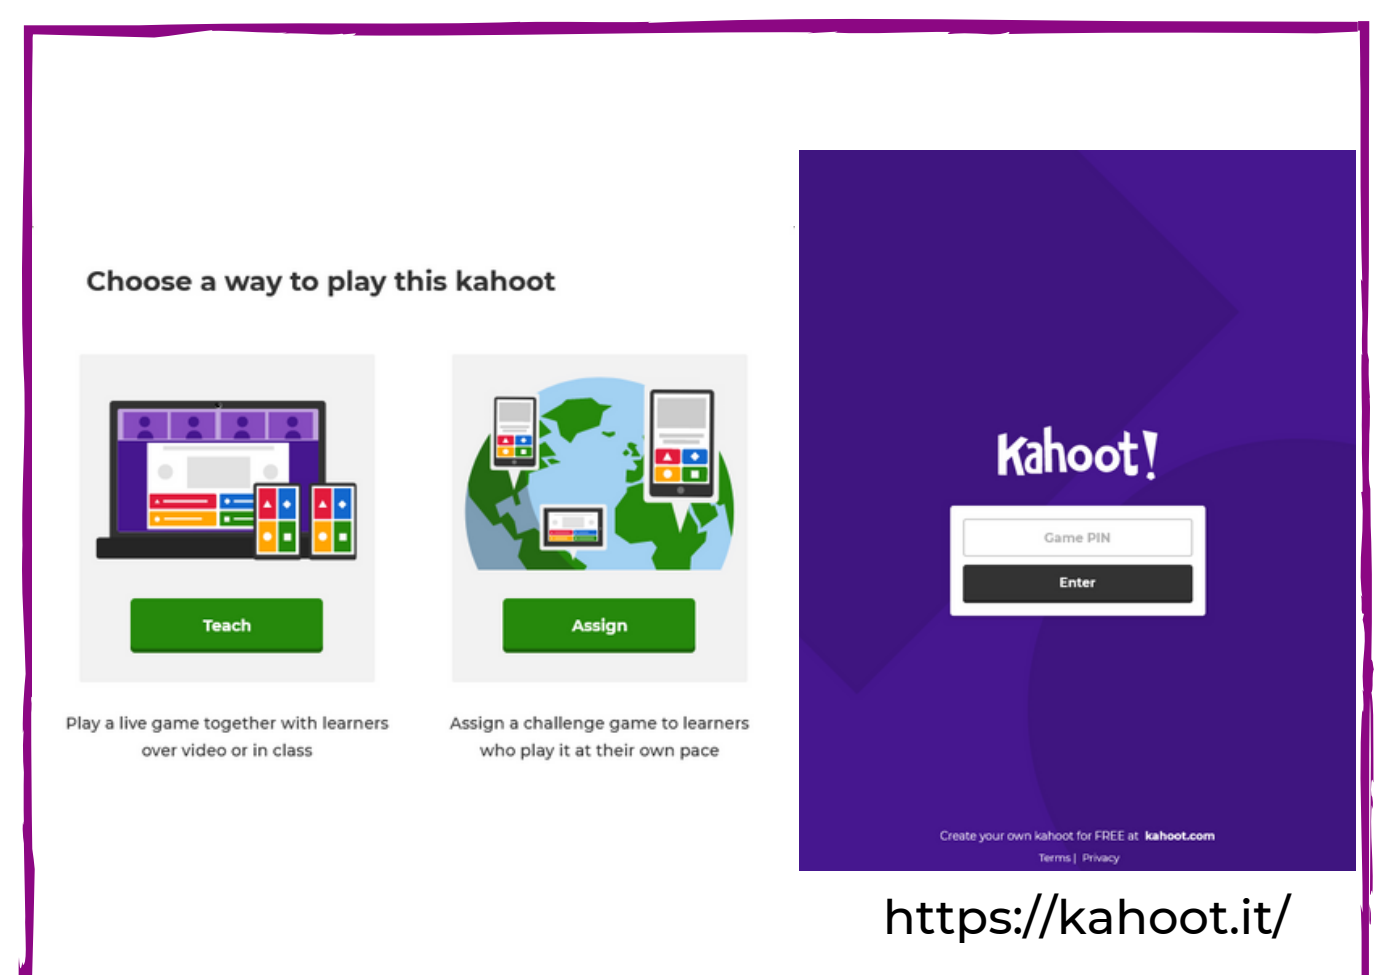 Choose a way to play this kahoot
Teach
Play a live game together with learners
over video or in class
Assign
Assign a challenge game to learners
who play it at their own pace
Kahoot!
Game PIN
Enter
Create your own kahoot for FREE at kahoot.com
Terms | Privacy
https://kahoot.it/